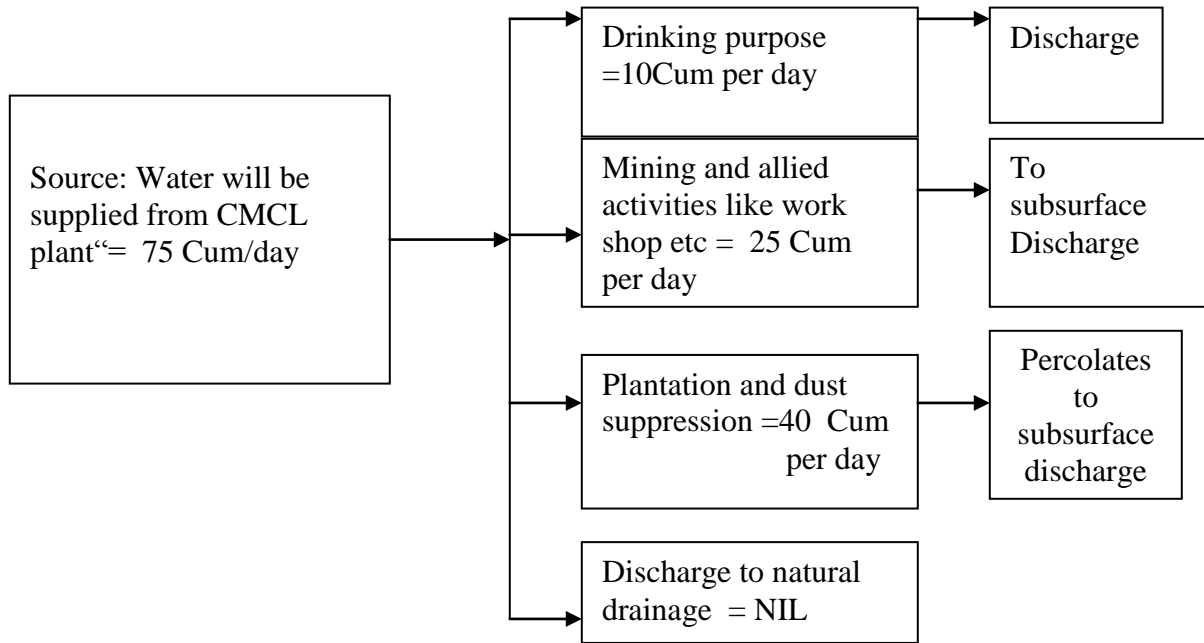 Source: Water will be
supplied from CMCL
plant“= 75 Cum/day
Drinking purpose
=10Cum per day
Discharge
Mining and allied
activities like work
shop etc = 25 Cum
per day
To
subsurface
Discharge
Plantation and dust
suppression =40 Cum
per day
Percolates
to
subsurface
discharge
Discharge to natural
drainage = NIL